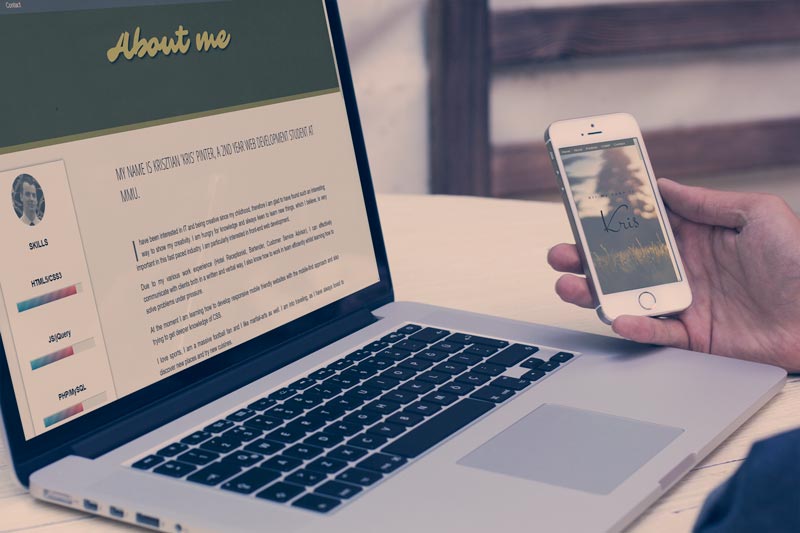 Contact
About me
MY NAME IS KRISZTIAN 'KRIS' PINTER, A 2ND YEAR WEB DEVELOPMENT STUDENT AT
MMU.
SKILLS
HTML5/CSS3
JS/jQuery
PHP/MySQL
I have been interested in IT and being creative since my childhood, therefore I am glad to have found such an interesting
way to show my creativity. I am hungry for knowledge and always keen to learn new things, which I believe, is very
important in this fast paced industry. I am particularly interested in front-end web development.
Due to my various work experience (Hotel Receptionist, Bartender, Customer Service Advisor), I can effectively
communicate with clients both in a written and verbal way. I also know how to work in team efficiently whilst learning how to
solve problems under pressure.
At the moment I am learning how to develop responsive mobile friendly websites with the mobile-first approach and also
trying to get deeper knowledge of CSS.
I love sports, I am a massive football fan and I like martial-arts as well. I am into traveling, as I have always loved to
discover new places and try new cuisines.
Kris